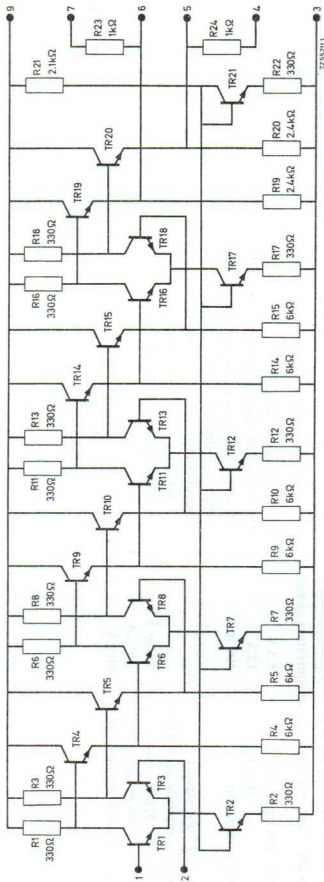 R1
330Ω
R3
330Ω
R6
330Ω
R8
330Ω
R11
330Ω
R13
330Ω
R16
330Ω
R18
330Ω
R21
2.1kΩ
9
7
R23
1kΩ
TR4
TR5
TR9
TR10
TR14
TR15
TR19
TR20
6
1
TR1
TR3
TR6
TR8
TR11
TR13
TR16
TR18
2
5
R24
1kΩ
4
TR2
TR7
TR12
TR17
TR21
R2
330Ω
R4
6kΩ
R5
6kΩ
R7
330Ω
R9
6kΩ
R10
6kΩ
R12
330Ω
R14
6kΩ
R15
6kΩ
R17
330Ω
R19
2.4kΩ
R20
2.4kΩ
R22
330Ω
3